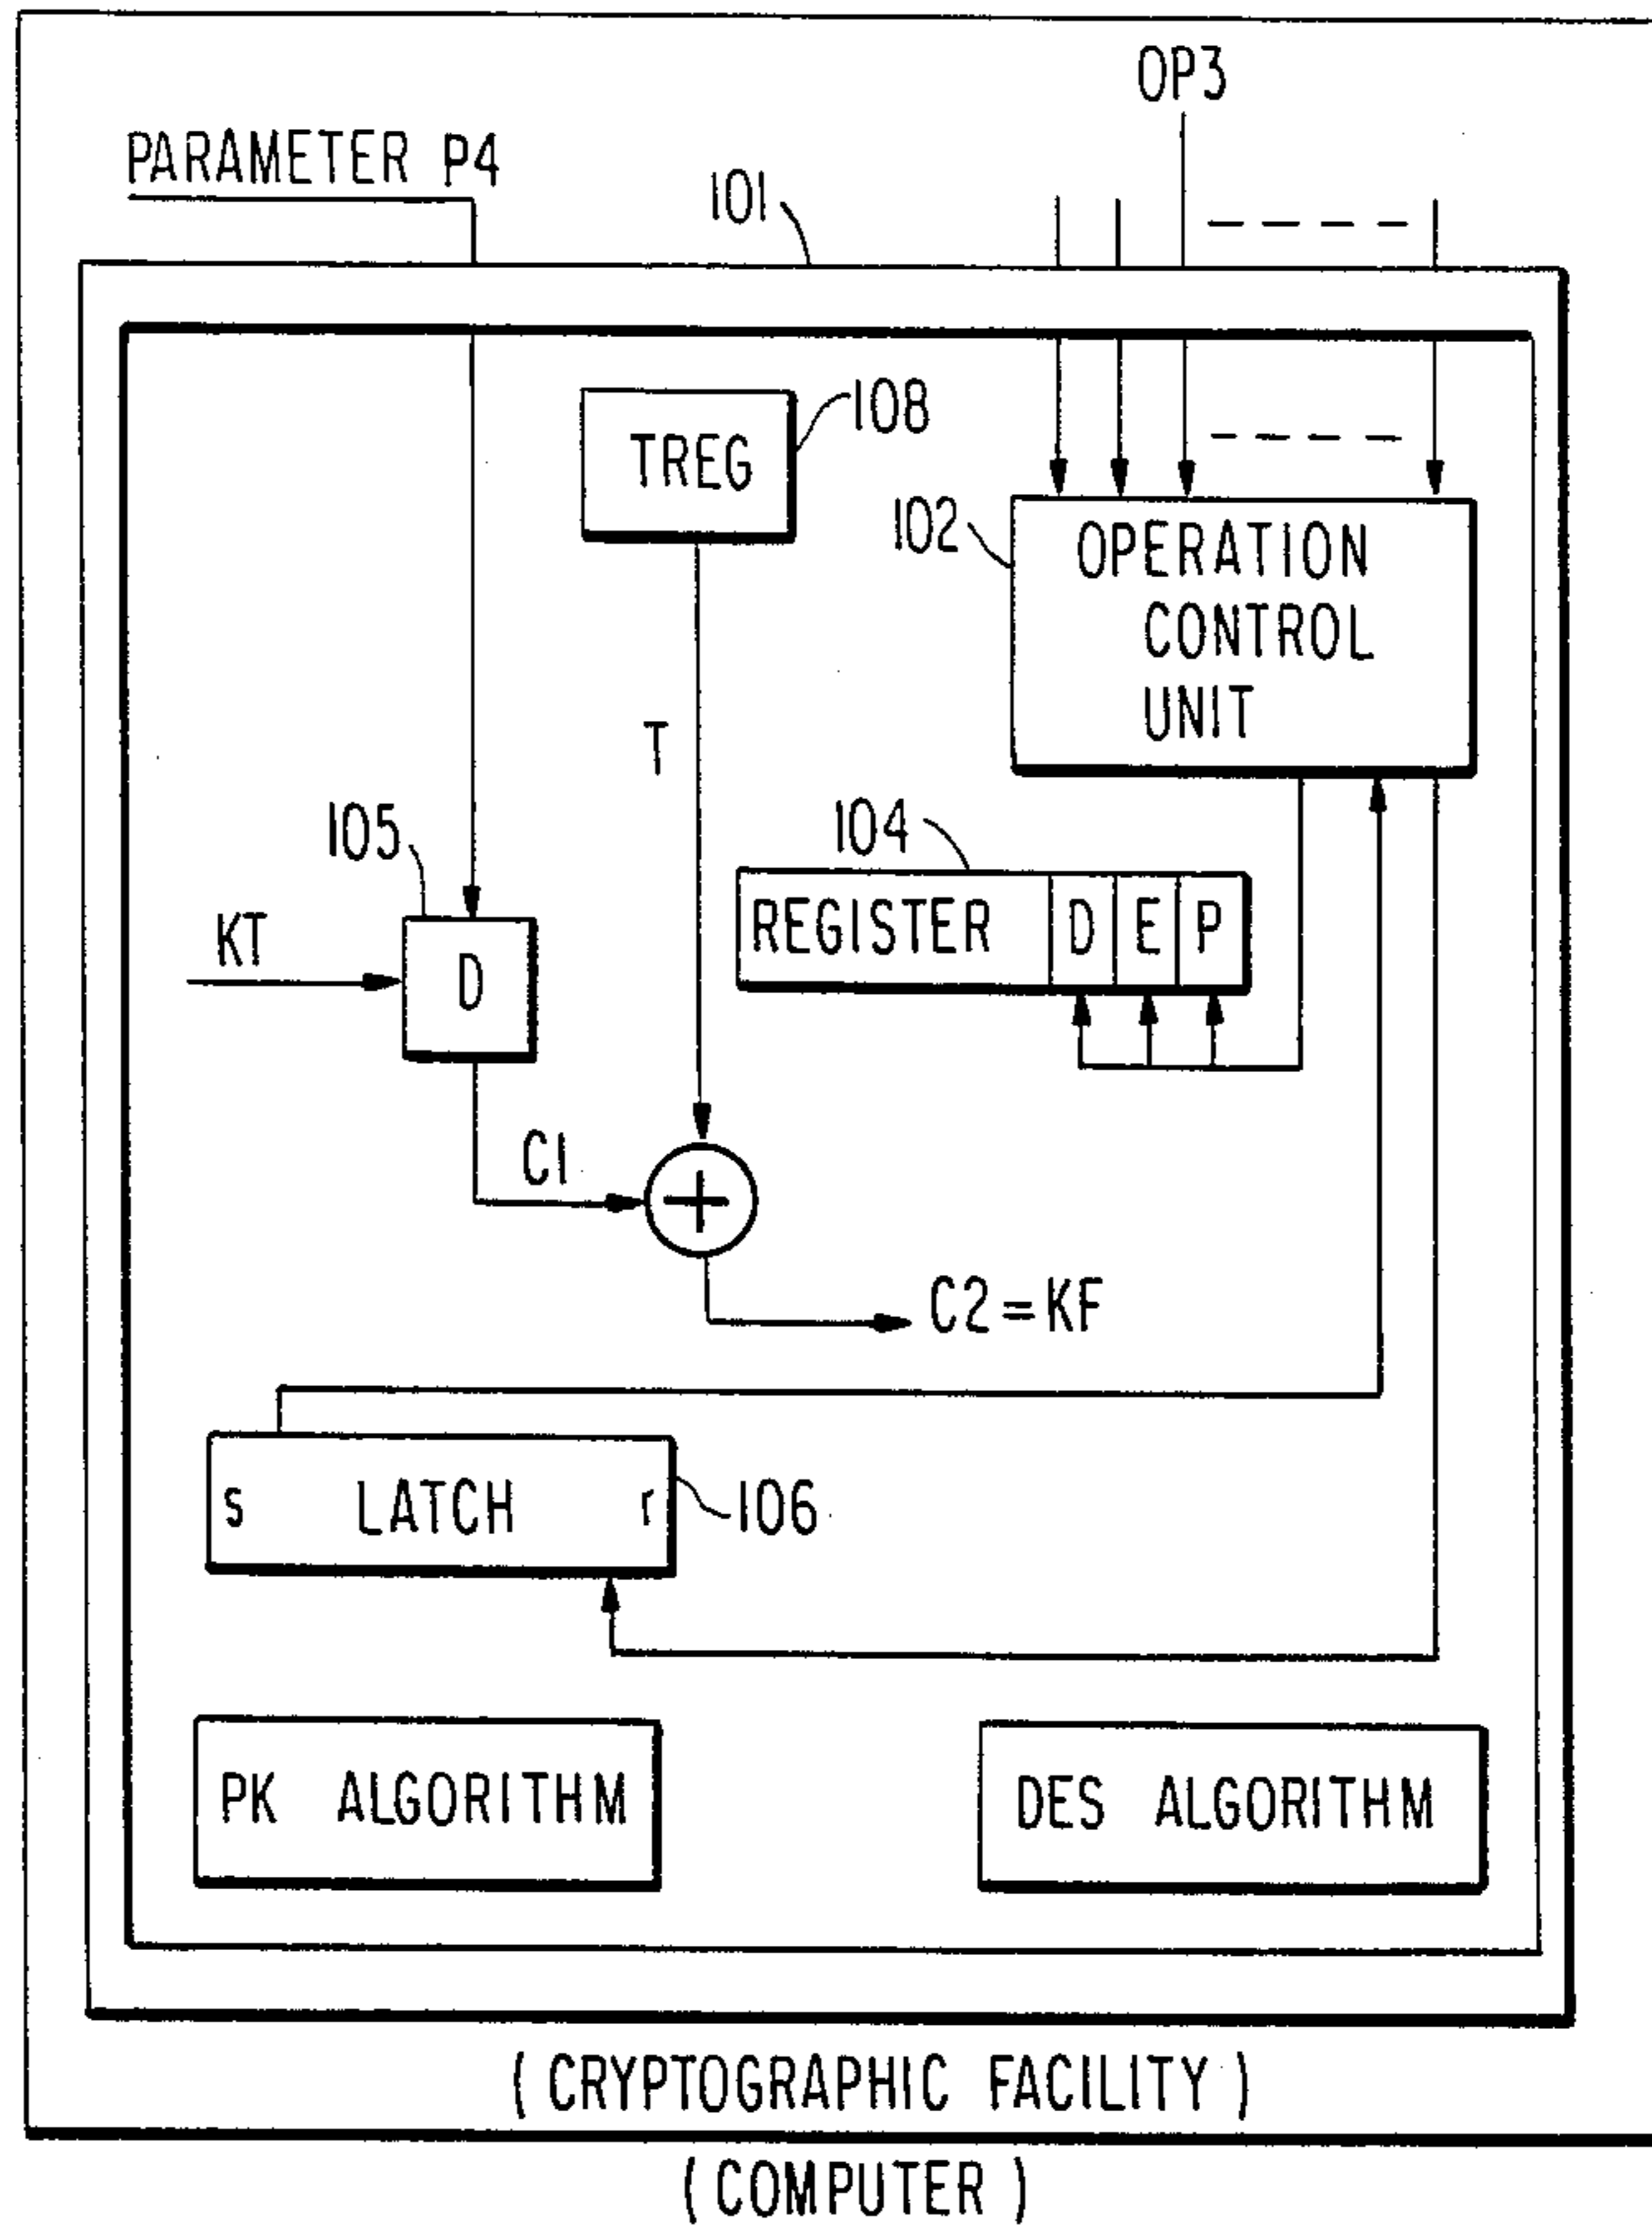 OP3
PARAMETER P4
101
TREG
108
102
OPERATION
CONTROL
UNIT
T
105
104
KT
D
REGISTER D E P
C1
+
C2=KF
s LATCH r
106
PK ALGORITHM
DES ALGORITHM
(CRYPTOGRAPHIC FACILITY)
(COMPUTER)